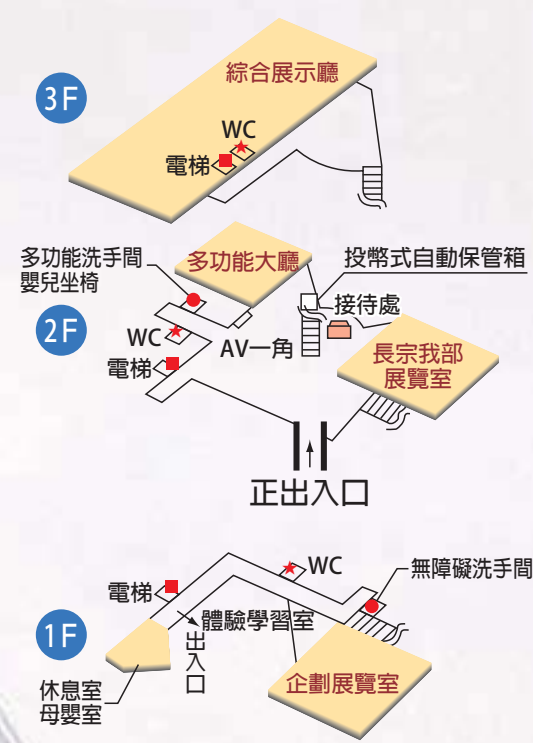 3F
綜合展示廳
WC
電梯
多功能洗手間
嬰兒坐椅
多功能大廳
投幣式自動保管箱
接待處
2F
WC
AV一角
電梯
長宗我部
展覽室
正出入口
WC
無障礙洗手間
電梯
體驗學習室
1F
出入口
企劃展覽室
休息室
母嬰室